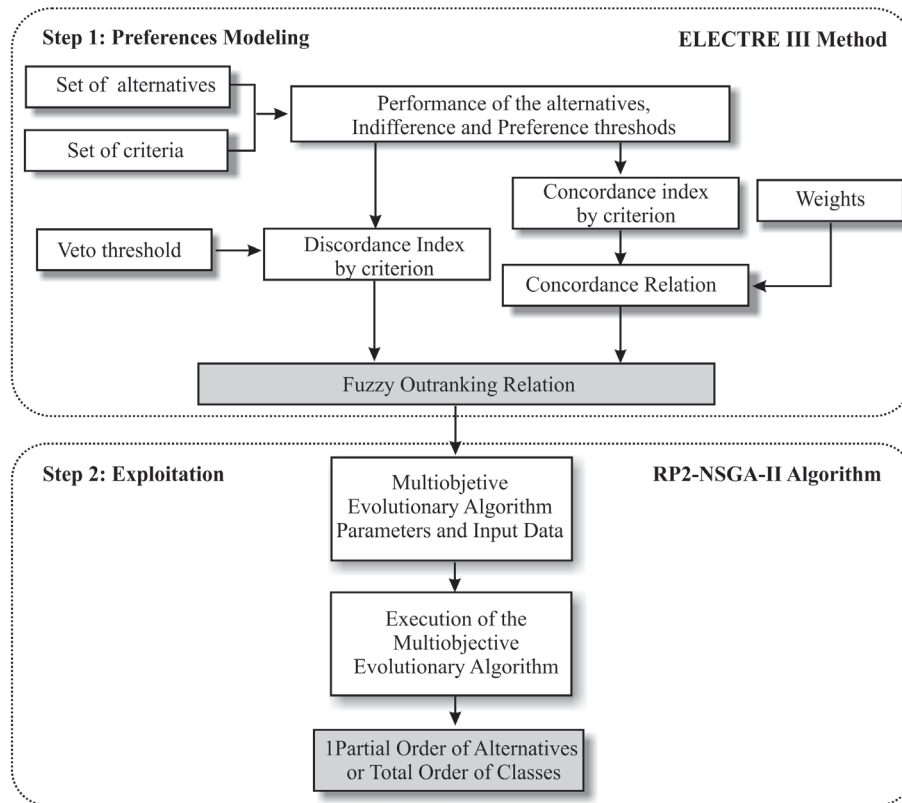 Step 1: Preferences Modeling
ELECTRE III Method
Set of alternatives
Set of criteria
Performance of the alternatives,
Indifference and Preference threshods
Concordance index
by criterion
Weights
Veto threshold
Discordance Index
by criterion
Concordance Relation
Fuzzy Outranking Relation
Step 2: Exploitation
RP2-NSGA-II Algorithm
Multiobjetive
Evolutionary Algorithm
Parameters and Input Data
Execution of the
Multiobjective
Evolutionary Algorithm
1Partial Order of Alternatives
or Total Order of Classes